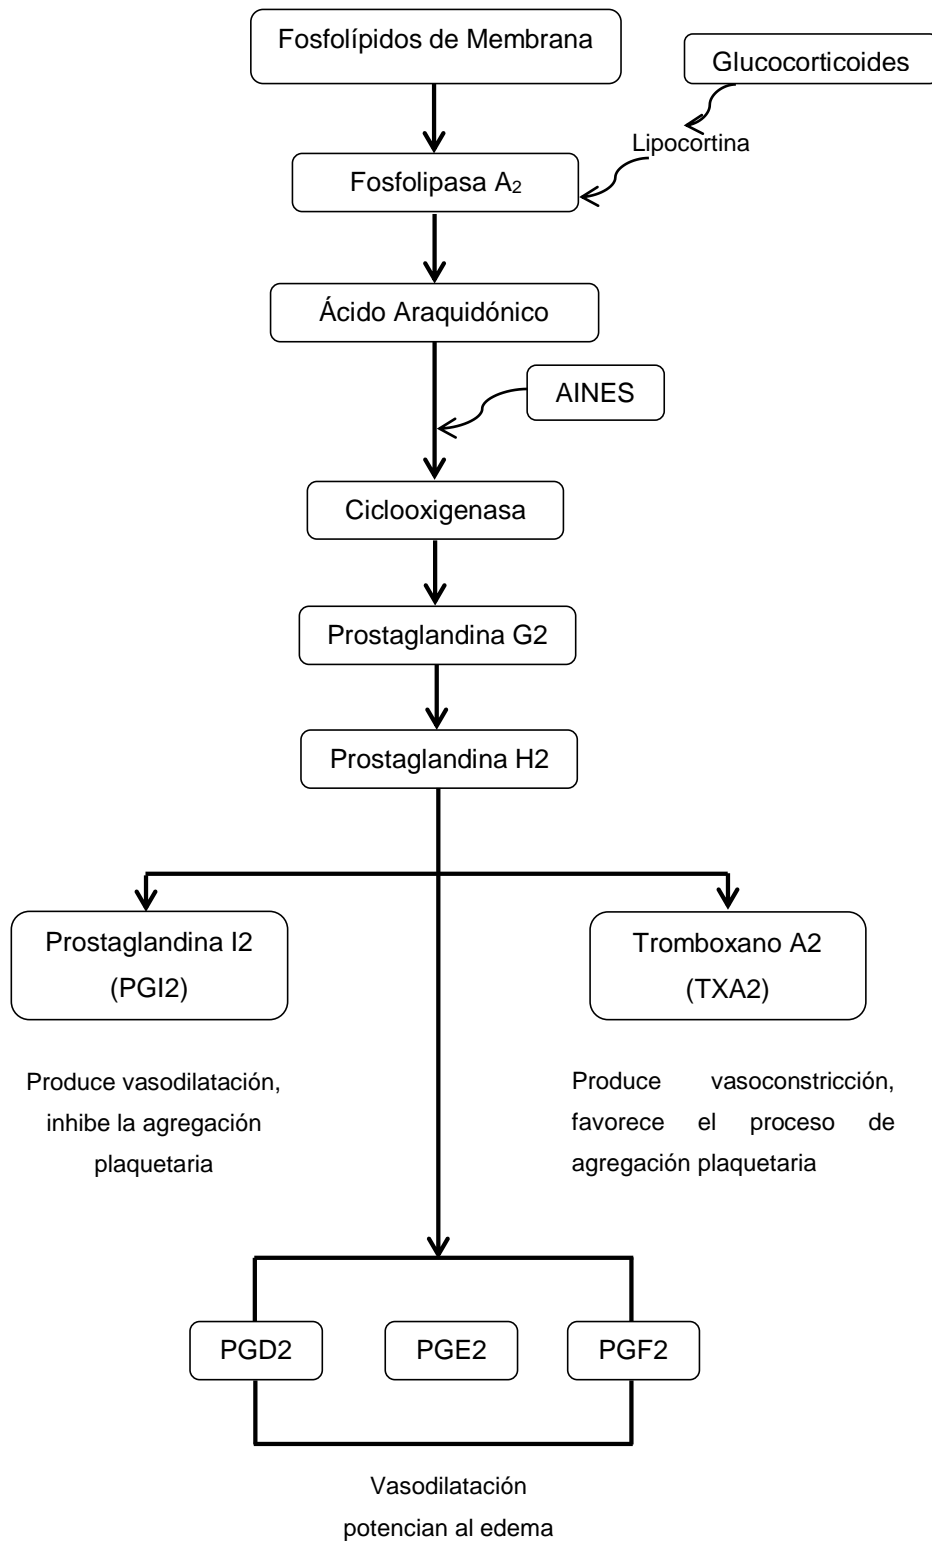 Fosfolípidos de Membrana
Glucocorticoides
Lipocortina
Fosfolipasa A₂
Ácido Araquidónico
AINES
Ciclooxigenasa
Prostaglandina G2
Prostaglandina H2
Prostaglandina I2
(PGI2)
Tromboxano A2
(TXA2)
Produce vasodilatación,
inhibe la agregación
plaquetaria
Produce vasoconstricción,
favorece el proceso de
agregación plaquetaria
PGD2
PGE2
PGF2
Vasodilatación
potencian al edema